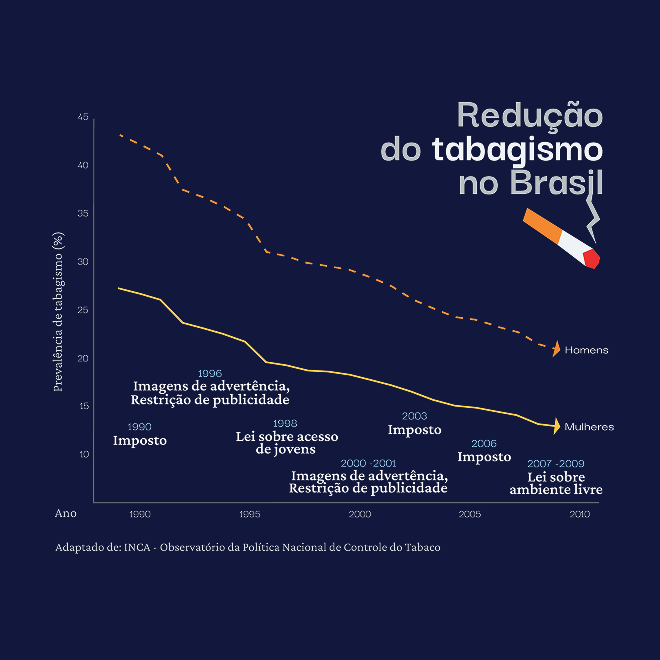 Redução
do tabagismo
no Brasil
Prevalência de tabagismo (%)
45
40
35
30
25
20
15
10
Homens
Mulheres
1996
Imagens de advertência,
Restrição de publicidade
1990
Imposto
1998
Lei sobre acesso
de jovens
2000 -2001
Imagens de advertência,
Restrição de publicidade
2003
Imposto
2006
Imposto
2007 -2009
Lei sobre
ambiente livre
Ano 1990 1995 2000 2005 2010
Adaptado de: INCA - Observatório da Política Nacional de Controle do Tabaco